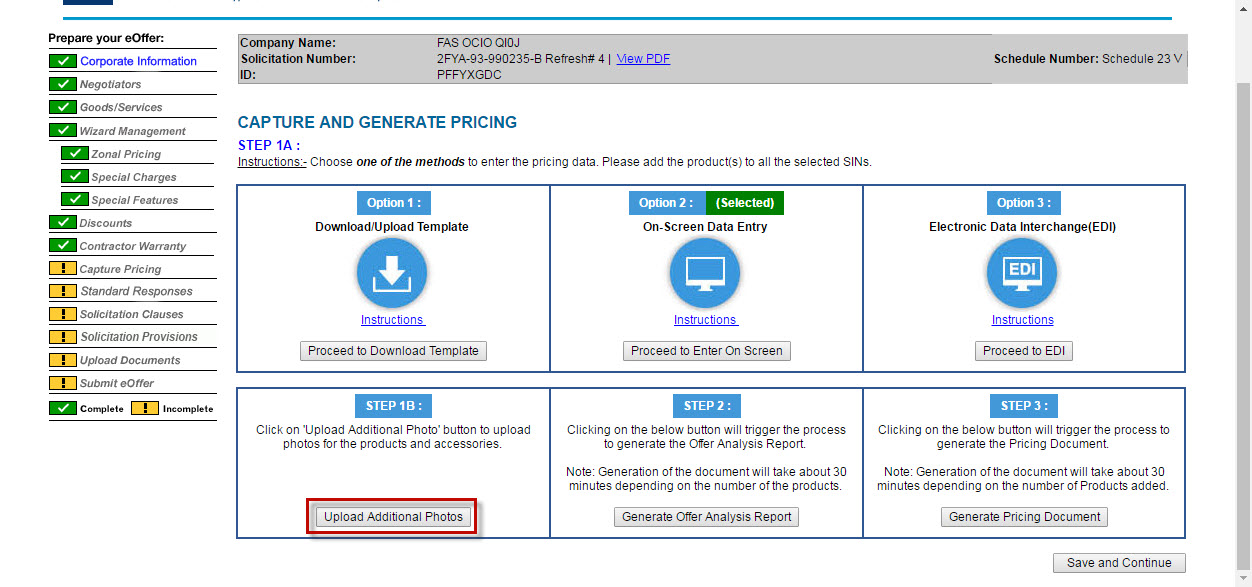 Prepare your eOffer:
Corporate Information
Negotiators
Goods/Services
Wizard Management
Zonal Pricing
Special Charges
Special Features
Discounts
Contractor Warranty
Capture Pricing
Standard Responses
Solicitation Clauses
Solicitation Provisions
Upload Documents
Submit eOffer
Complete ! Incomplete
Company Name: FAS OCIO QI0J
Solicitation Number: 2FYA-93-990235-B Refresh# 4 | View PDF
Schedule Number: Schedule 23 V
ID: PFFYXGDC
CAPTURE AND GENERATE PRICING
STEP 1A :
Instructions:- Choose one of the methods to enter the pricing data. Please add the product(s) to all the selected SINs.
Option 1 :
Download/Upload Template
Instructions
Proceed to Download Template
Option 2 : (Selected)
On-Screen Data Entry
Instructions
Proceed to Enter On Screen
Option 3 :
Electronic Data Interchange(EDI)
EDI
Instructions
Proceed to EDI
STEP 1B :
Click on 'Upload Additional Photo' button to upload
photos for the products and accessories.
Upload Additional Photos
STEP 2 :
Clicking on the below button will trigger the process
to generate the Offer Analysis Report.
Note: Generation of the document will take about 30
minutes depending on the number of the products.
Generate Offer Analysis Report
STEP 3 :
Clicking on the below button will trigger the process to
generate the Pricing Document.
Note: Generation of the document will take about 30
minutes depending on the number of Products added.
Generate Pricing Document
Save and Continue